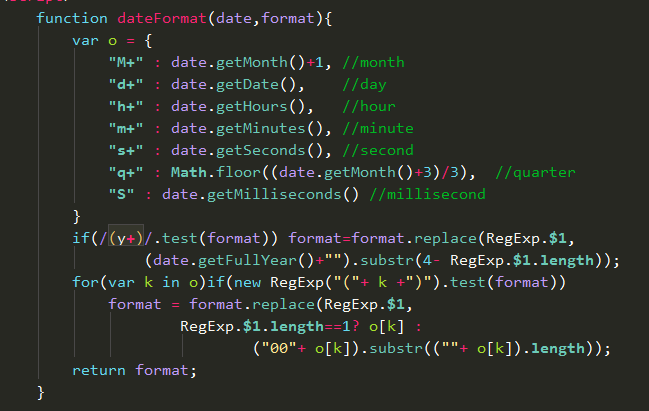 function dateFormat(date,format){
var o = {
"M+" : date.getMonth()+1, //month
"d+" : date.getDate(), //day
"h+" : date.getHours(), //hour
"m+" : date.getMinutes(), //minute
"s+" : date.getSeconds(), //second
"q+" : Math.floor((date.getMonth()+3)/3), //quarter
"S" : date.getMilliseconds() //millisecond
}
if(/(y+)/.test(format)) format=format.replace(RegExp.$1,
(date.getFullYear()+"").substr(4- RegExp.$1.length));
for(var k in o)if(new RegExp("("+ k +")").test(format))
format = format.replace(RegExp.$1,
RegExp.$1.length==1? o[k] :
("00"+ o[k]).substr((""+ o[k]).length));
return format;
}